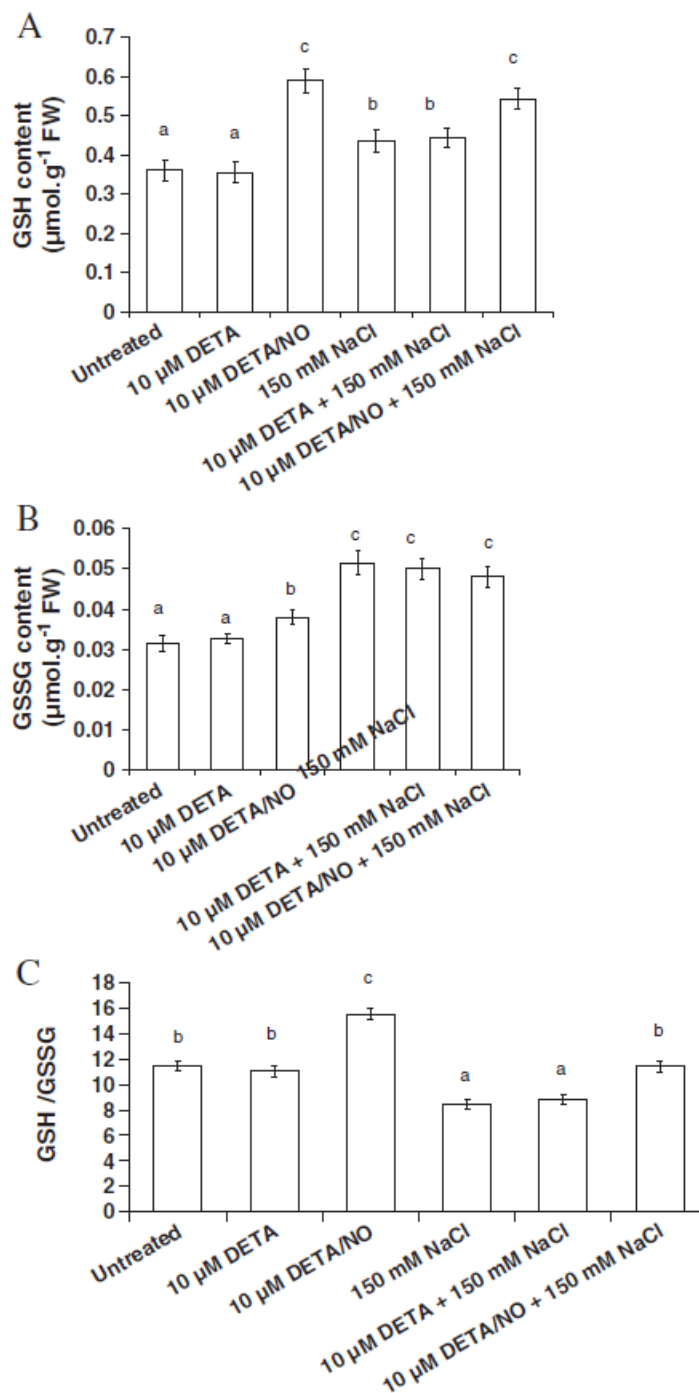 A
0.7
0.6
0.5
0.4
0.3
0.2
0.1
0
GSH content
(µmol.g⁻¹ FW)
a
a
c
b
b
c
Untreated
10 µM DETA
10 µM DETA/NO
150 mM NaCl
10 µM DETA + 150 mM NaCl
10 µM DETA/NO + 150 mM NaCl
B
0.06
0.05
0.04
0.03
0.02
0.01
0
GSSG content
(µmol.g⁻¹ FW)
a
a
b
c
c
c
Untreated
10 µM DETA
10 µM DETA/NO
150 mM NaCl
10 µM DETA + 150 mM NaCl
10 µM DETA/NO + 150 mM NaCl
C
18
16
14
12
10
8
6
4
2
0
GSH /GSSG
b
b
c
a
a
b
Untreated
10 µM DETA
10 µM DETA/NO
150 mM NaCl
10 µM DETA + 150 mM NaCl
10 µM DETA/NO + 150 mM NaCl